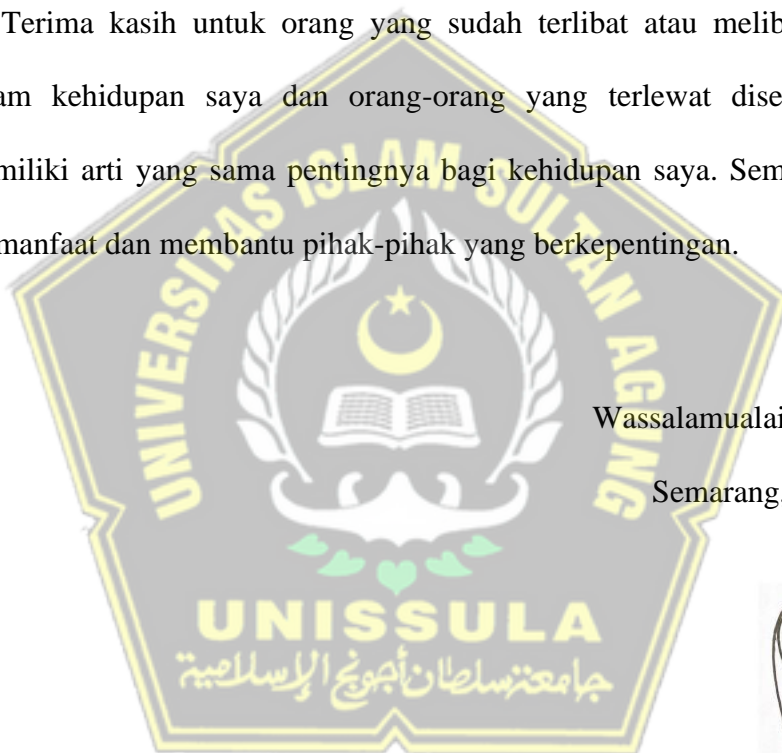 Terima kasih untuk orang yang sudah terlibat atau melib
am kehidupan saya dan orang-orang yang terlewat dise
miliki arti yang sama pentingnya bagi kehidupan saya. Sem
manfaat dan membantu pihak-pihak yang berkepentingan.
UNIVERSITAS ISLAM SULTAN AGUNG
Wassalamualai
Semarang,
UNISSULA
جامعة سلطان أجونج الإسلامية